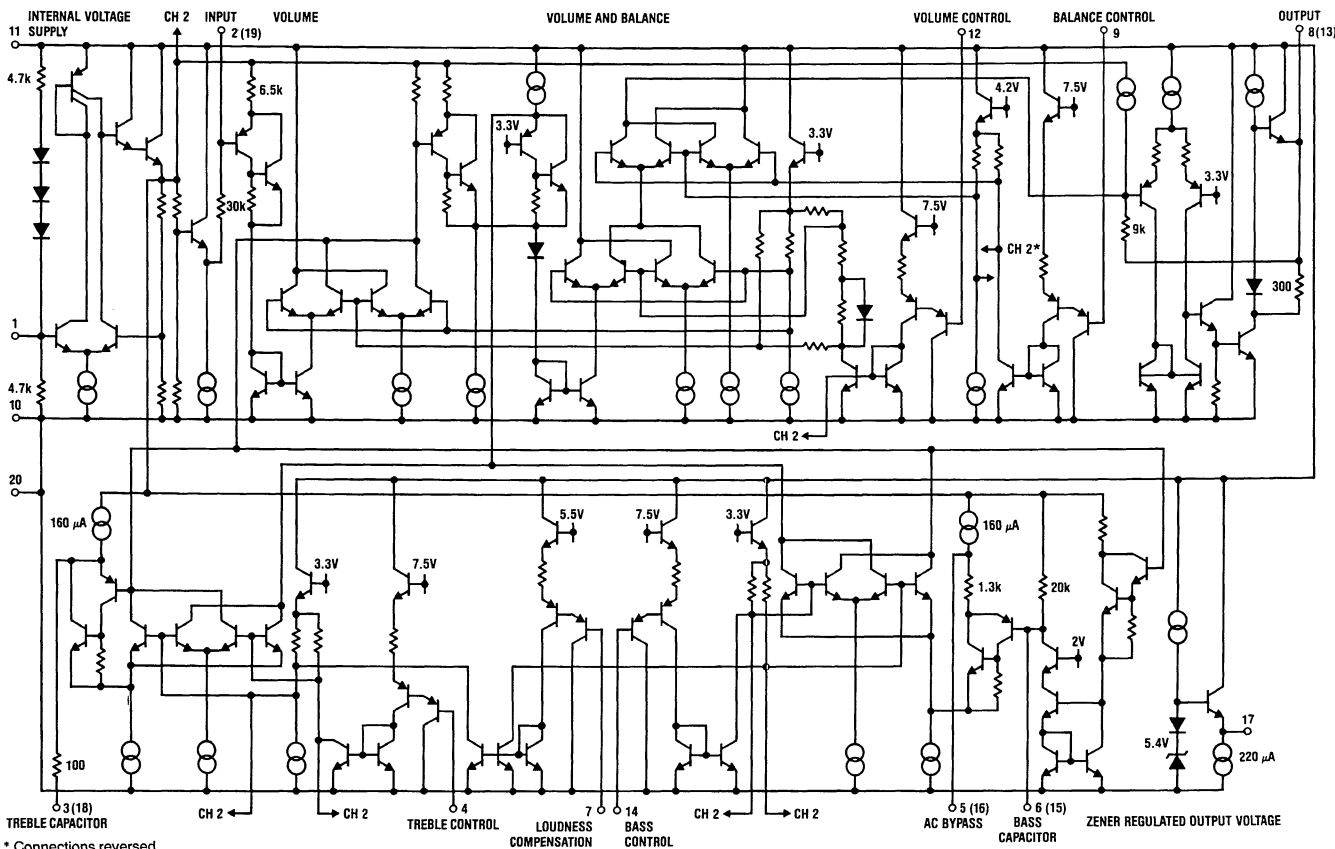 INTERNAL VOLTAGE
SUPPLY
CH 2
INPUT
2 (19)
VOLUME
VOLUME AND BALANCE
VOLUME CONTROL
12
BALANCE CONTROL
9
OUTPUT
8 (13)
11
4.7k
6.5k
3.3V
3.3V
4.2V
7.5V
3.3V
30k
7.5V
9k
CH 2*
300
1
4.7k
10
CH 2
20
160 µA
5.5V
7.5V
3.3V
160 µA
3.3V
7.5V
1.3k
20k
2V
17
5.4V
220 µA
100
3 (18)
TREBLE CAPACITOR
CH 2
CH 2
4
TREBLE CONTROL
7
LOUDNESS
COMPENSATION
14
BASS
CONTROL
CH 2
CH 2
5 (16)
AC BYPASS
6 (15)
BASS
CAPACITOR
ZENER REGULATED OUTPUT VOLTAGE
* Connections reversed